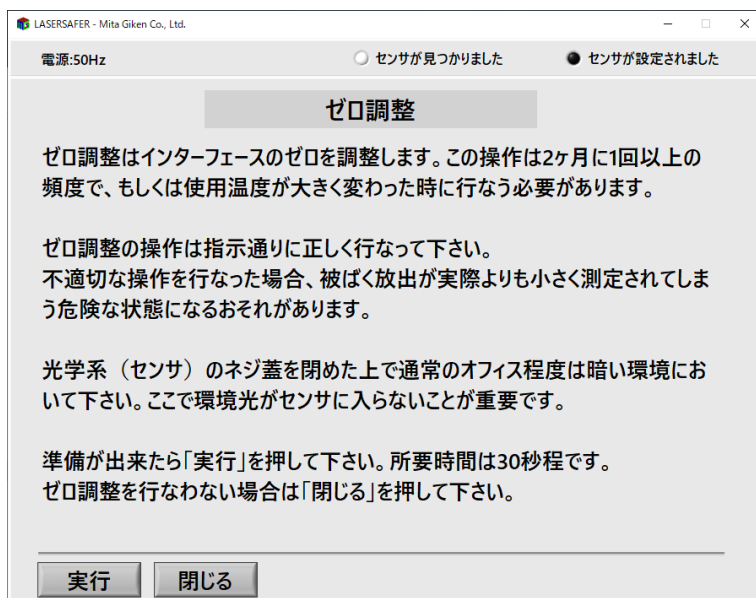 LASERSAFER - Mita Giken Co., Ltd.
電源:50Hz センサが見つかりました センサが設定されました
ゼロ調整
ゼロ調整はインターフェースのゼロを調整します。この操作は2ヶ月に1回以上の
頻度で、もしくは使用温度が大きく変わった時に行なう必要があります。
ゼロ調整の操作は指示通りに正しく行なって下さい。
不適切な操作を行なった場合、被ばく放出が実際よりも小さく測定されてしま
う危険な状態になるおそれがあります。
光学系（センサ）のネジ蓋を閉めた上で通常のオフィス程度は暗い環境にお
いて下さい。ここで環境光がセンサに入らないことが重要です。
準備が出来たら「実行」を押して下さい。所要時間は30秒程です。
ゼロ調整を行なわない場合は「閉じる」を押して下さい。
実行 閉じる